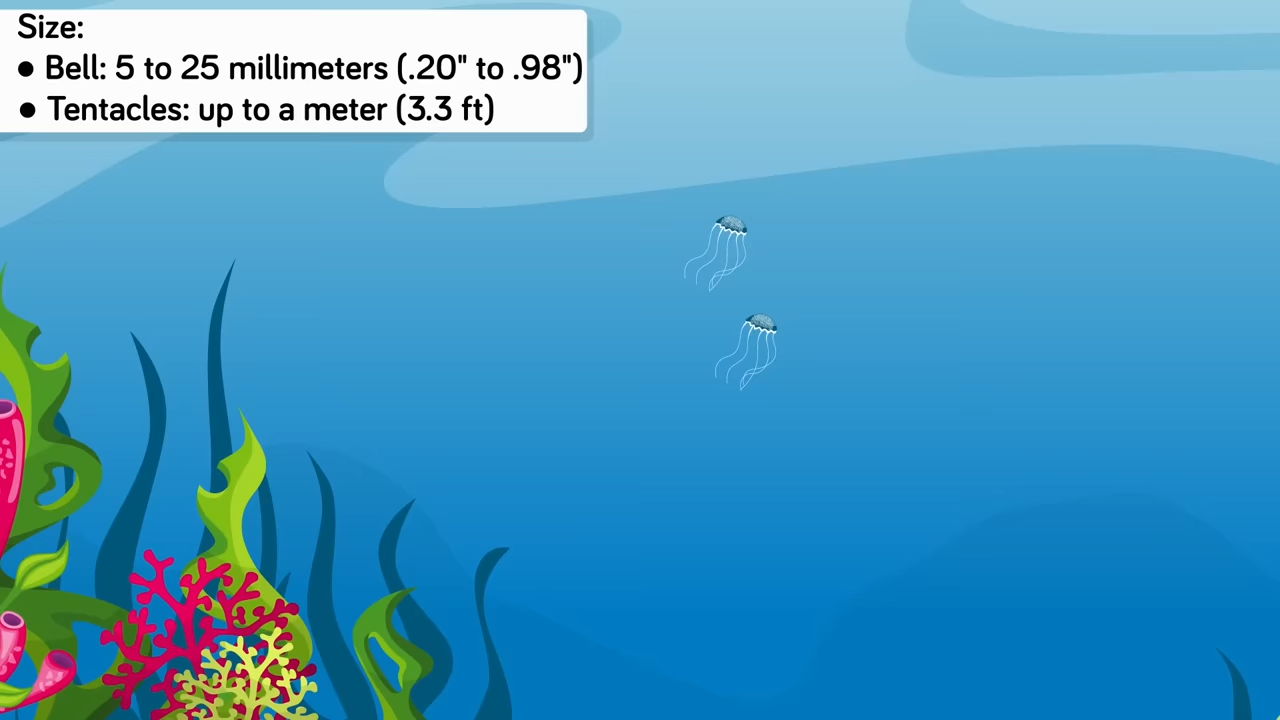 Size:
● Bell: 5 to 25 millimeters (.20" to .98")
● Tentacles: up to a meter (3.3 ft)